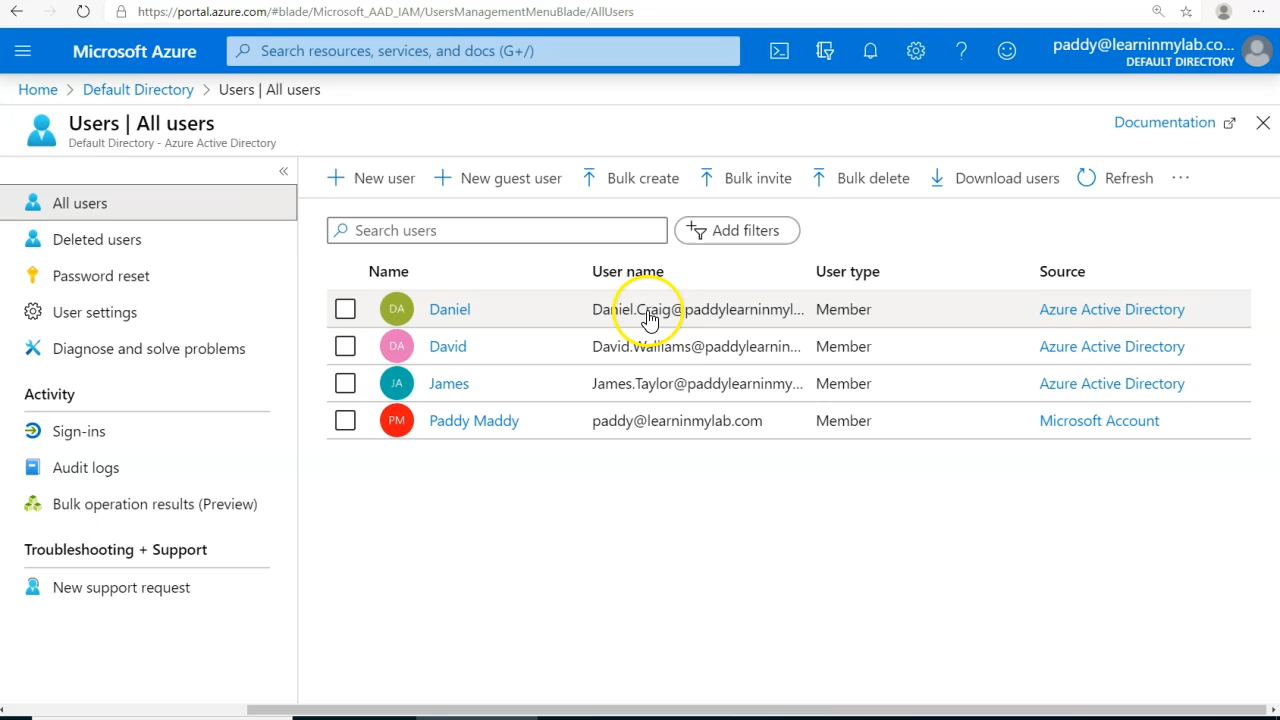 https://portal.azure.com/#blade/Microsoft_AAD_IAM/UsersManagementMenuBlade/AllUsers
Microsoft Azure
Search resources, services, and docs (G+/)
paddy@learninmylab.co...
DEFAULT DIRECTORY
Home > Default Directory > Users | All users
Users | All users
Default Directory - Azure Active Directory
Documentation
All users
Deleted users
Password reset
User settings
Diagnose and solve problems
Activity
Sign-ins
Audit logs
Bulk operation results (Preview)
Troubleshooting + Support
New support request
New user New guest user Bulk create Bulk invite Bulk delete Download users Refresh ...
Search users
Add filters
Name User name User type Source
DA Daniel Daniel.Craig@paddylearninmyl... Member Azure Active Directory
DA David David.Walliams@paddylearnin... Member Azure Active Directory
JA James James.Taylor@paddylearninmy... Member Azure Active Directory
PM Paddy Maddy paddy@learninmylab.com Member Microsoft Account